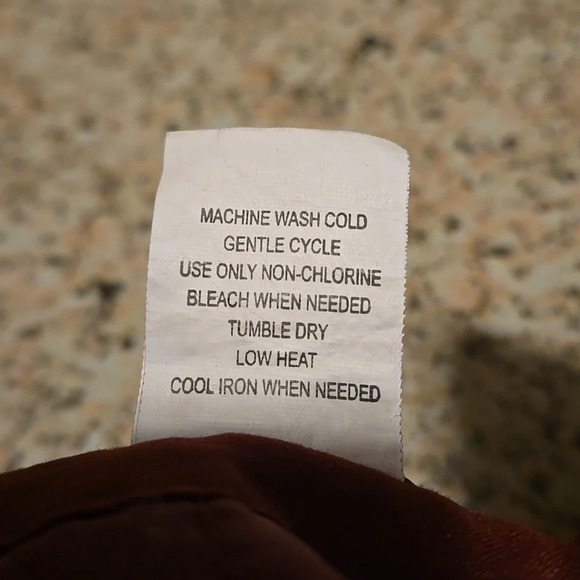 MACHINE WASH COLD
GENTLE CYCLE
USE ONLY NON-CHLORINE
BLEACH WHEN NEEDED
TUMBLE DRY
LOW HEAT
COOL IRON WHEN NEEDED